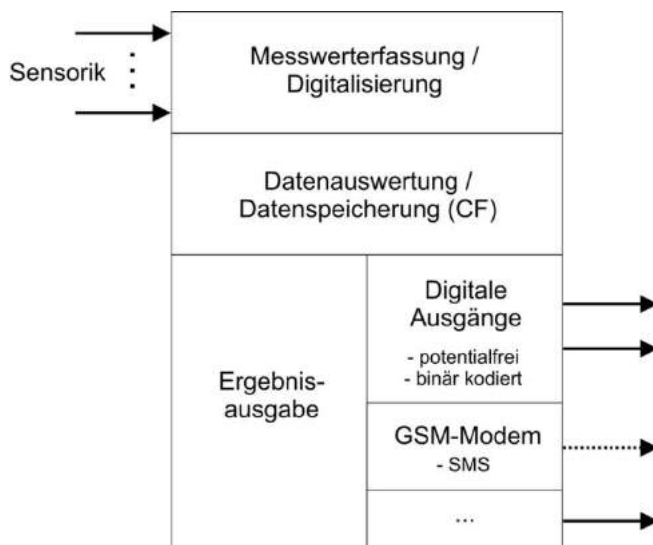 Sensorik
Messwerterfassung /
Digitalisierung
Datenauswertung /
Datenspeicherung (CF)
Ergebnis-
ausgabe
Digitale
Ausgänge
- potentialfrei
- binär kodiert
GSM-Modem
- SMS
...